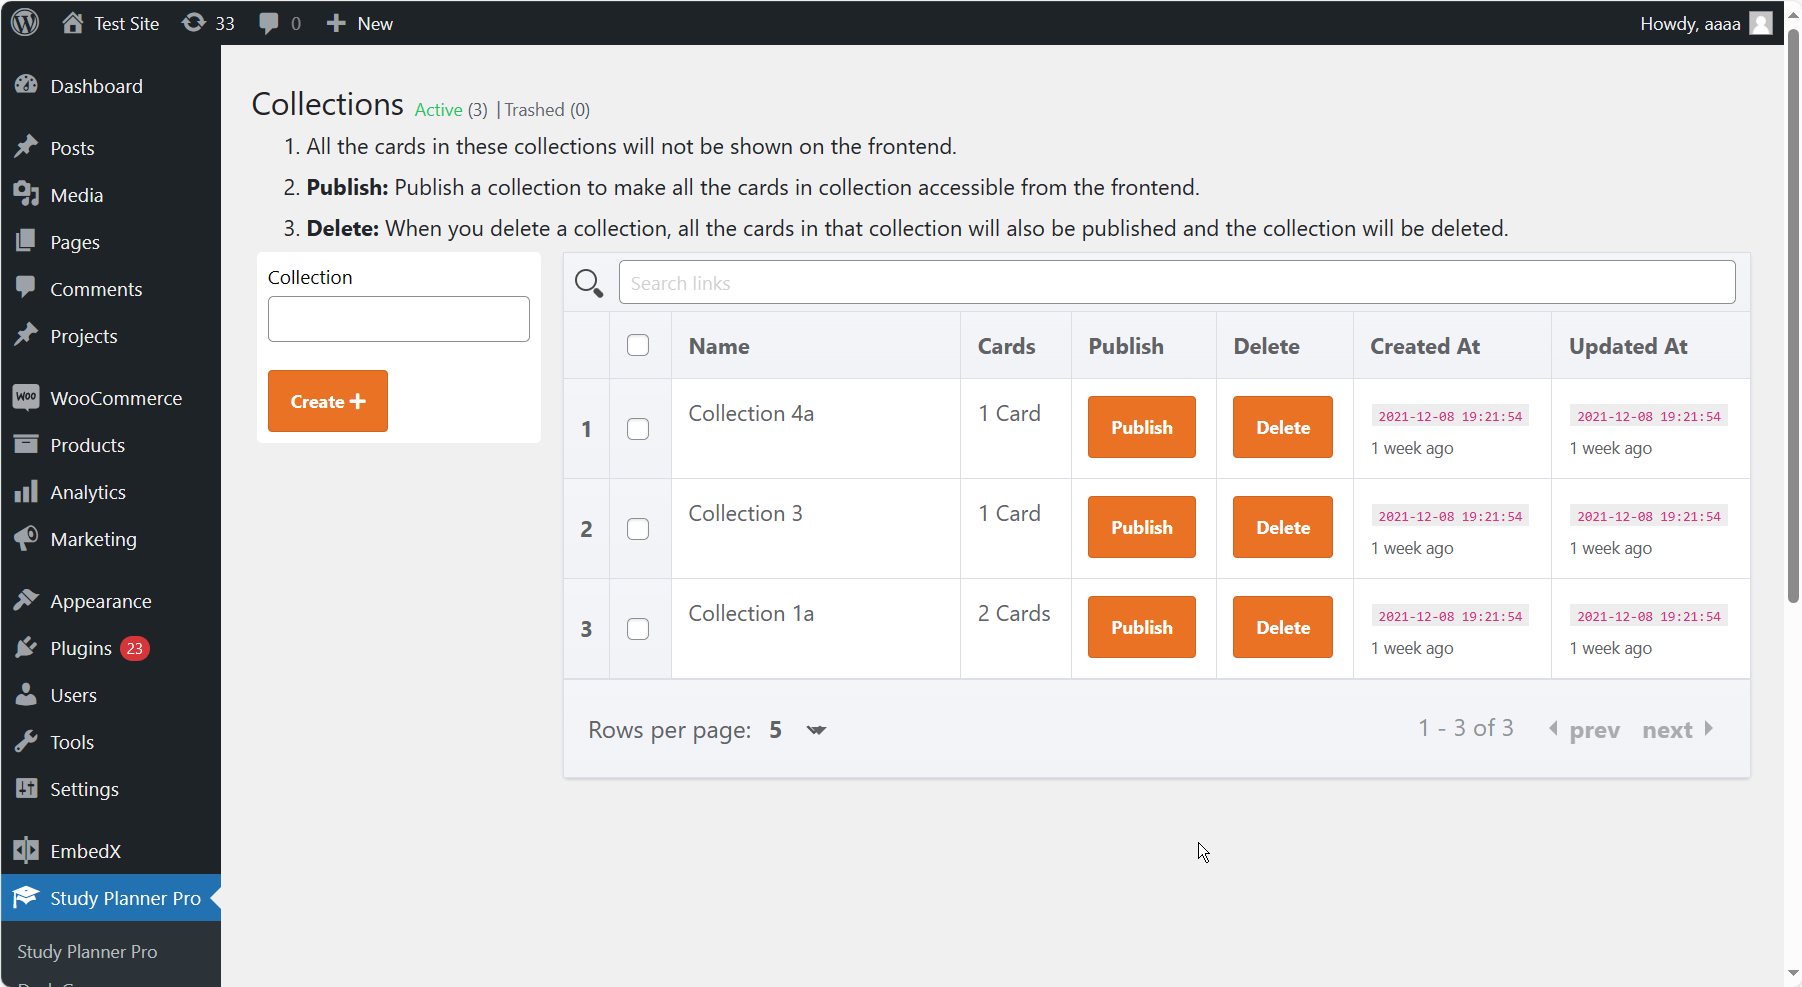 Test Site 33 0 New Howdy, aaaa
Dashboard
Posts
Media
Pages
Comments
Projects
WooCommerce
Products
Analytics
Marketing
Appearance
Plugins 23
Users
Tools
Settings
EmbedX
Study Planner Pro
Study Planner Pro
Collections Active (3) | Trashed (0)
1. All the cards in these collections will not be shown on the frontend.
2. Publish: Publish a collection to make all the cards in collection accessible from the frontend.
3. Delete: When you delete a collection, all the cards in that collection will also be published and the collection will be deleted.
Collection
Create
Search links
Name Cards Publish Delete Created At Updated At
1 Collection 4a 1 Card Publish Delete 2021-12-08 19:21:54 2021-12-08 19:21:54
1 week ago 1 week ago
2 Collection 3 1 Card Publish Delete 2021-12-08 19:21:54 2021-12-08 19:21:54
1 week ago 1 week ago
3 Collection 1a 2 Cards Publish Delete 2021-12-08 19:21:54 2021-12-08 19:21:54
1 week ago 1 week ago
Rows per page: 5 1 - 3 of 3 prev next